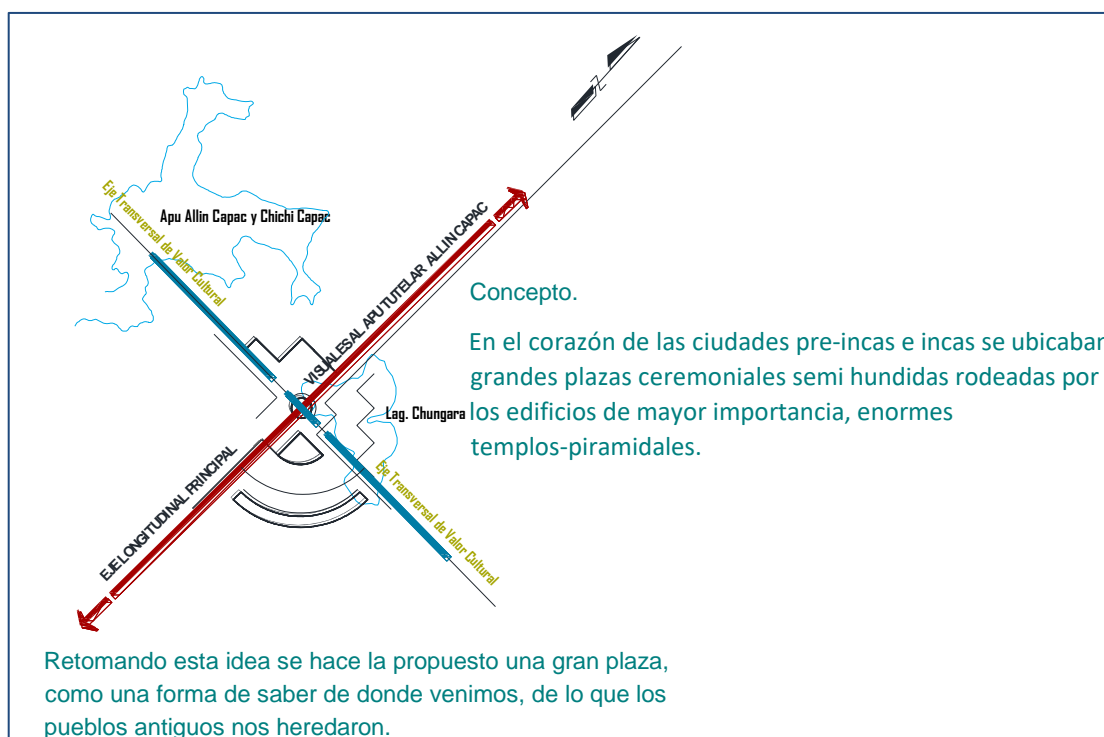 Eje Transversal de Valor Cultural
Apu Allin Capac y Chichi Capac
VISUALES AL APU TUTELAR ALLIN CAPAC
N
Concepto.
En el corazón de las ciudades pre-incas e incas se ubicaban
grandes plazas ceremoniales semi hundidas rodeadas por
los edificios de mayor importancia, enormes
templos-piramidales.
Lag. Chungara
EJE LONGITUDINAL PRINCIPAL
Eje Transversal de Valor Cultural
Retomando esta idea se hace la propuesto una gran plaza,
como una forma de saber de donde venimos, de lo que los
pueblos antiguos nos heredaron.